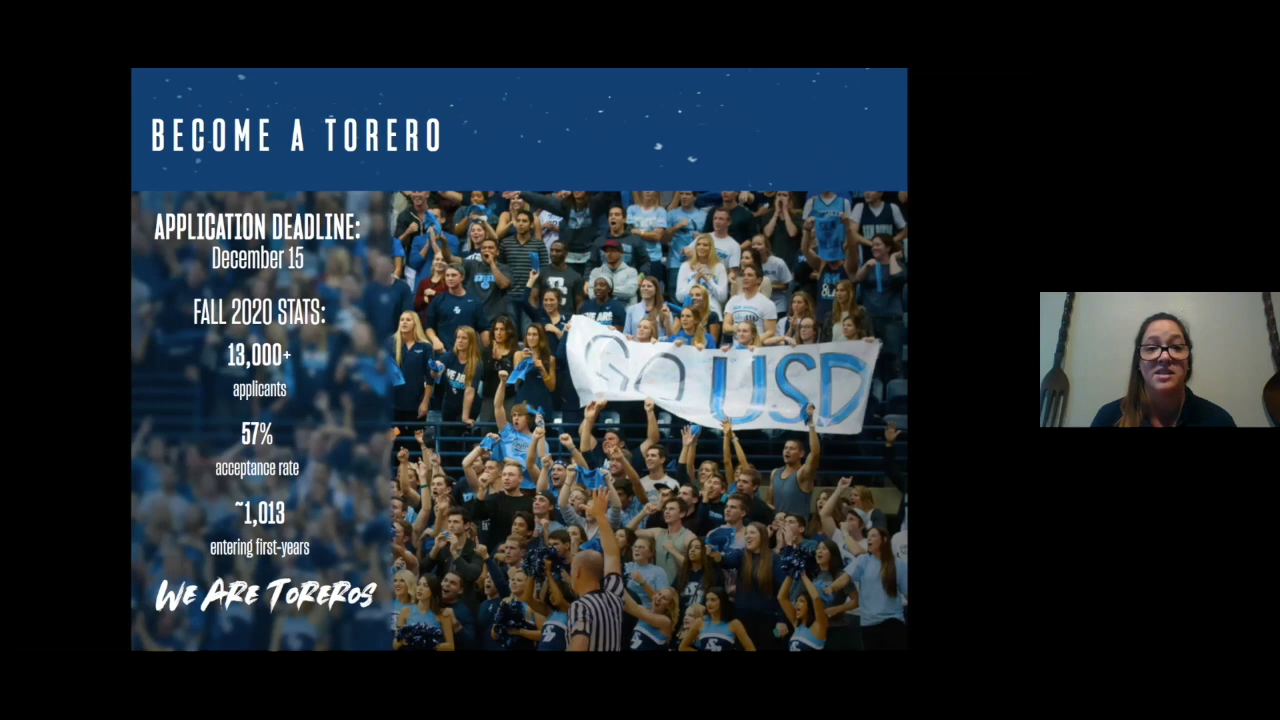 BECOME A TORERO
APPLICATION DEADLINE:
December 15
FALL 2020 STATS:
13,000+
applicants
57%
acceptance rate
~1,013
entering first-years
WE ARE TOREROS
GO USD